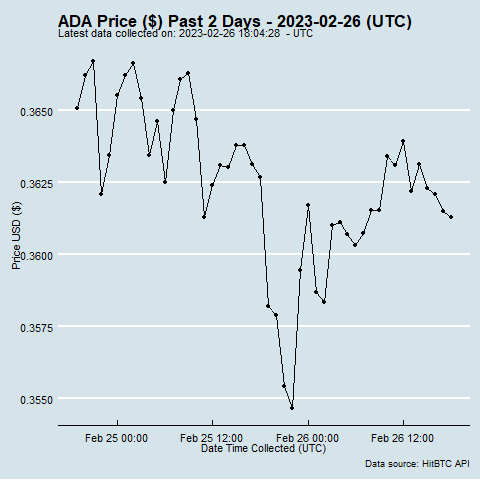 ADA Price ($) Past 2 Days - 2023-02-26 (UTC)
Latest data collected on: 2023-02-26 18:04:28  - UTC
0.3650
0.3625
0.3600
0.3575
0.3550
Price USD ($)
Feb 25 00:00 Feb 25 12:00 Feb 26 00:00 Feb 26 12:00
Date Time Collected (UTC)
Data source: HitBTC API